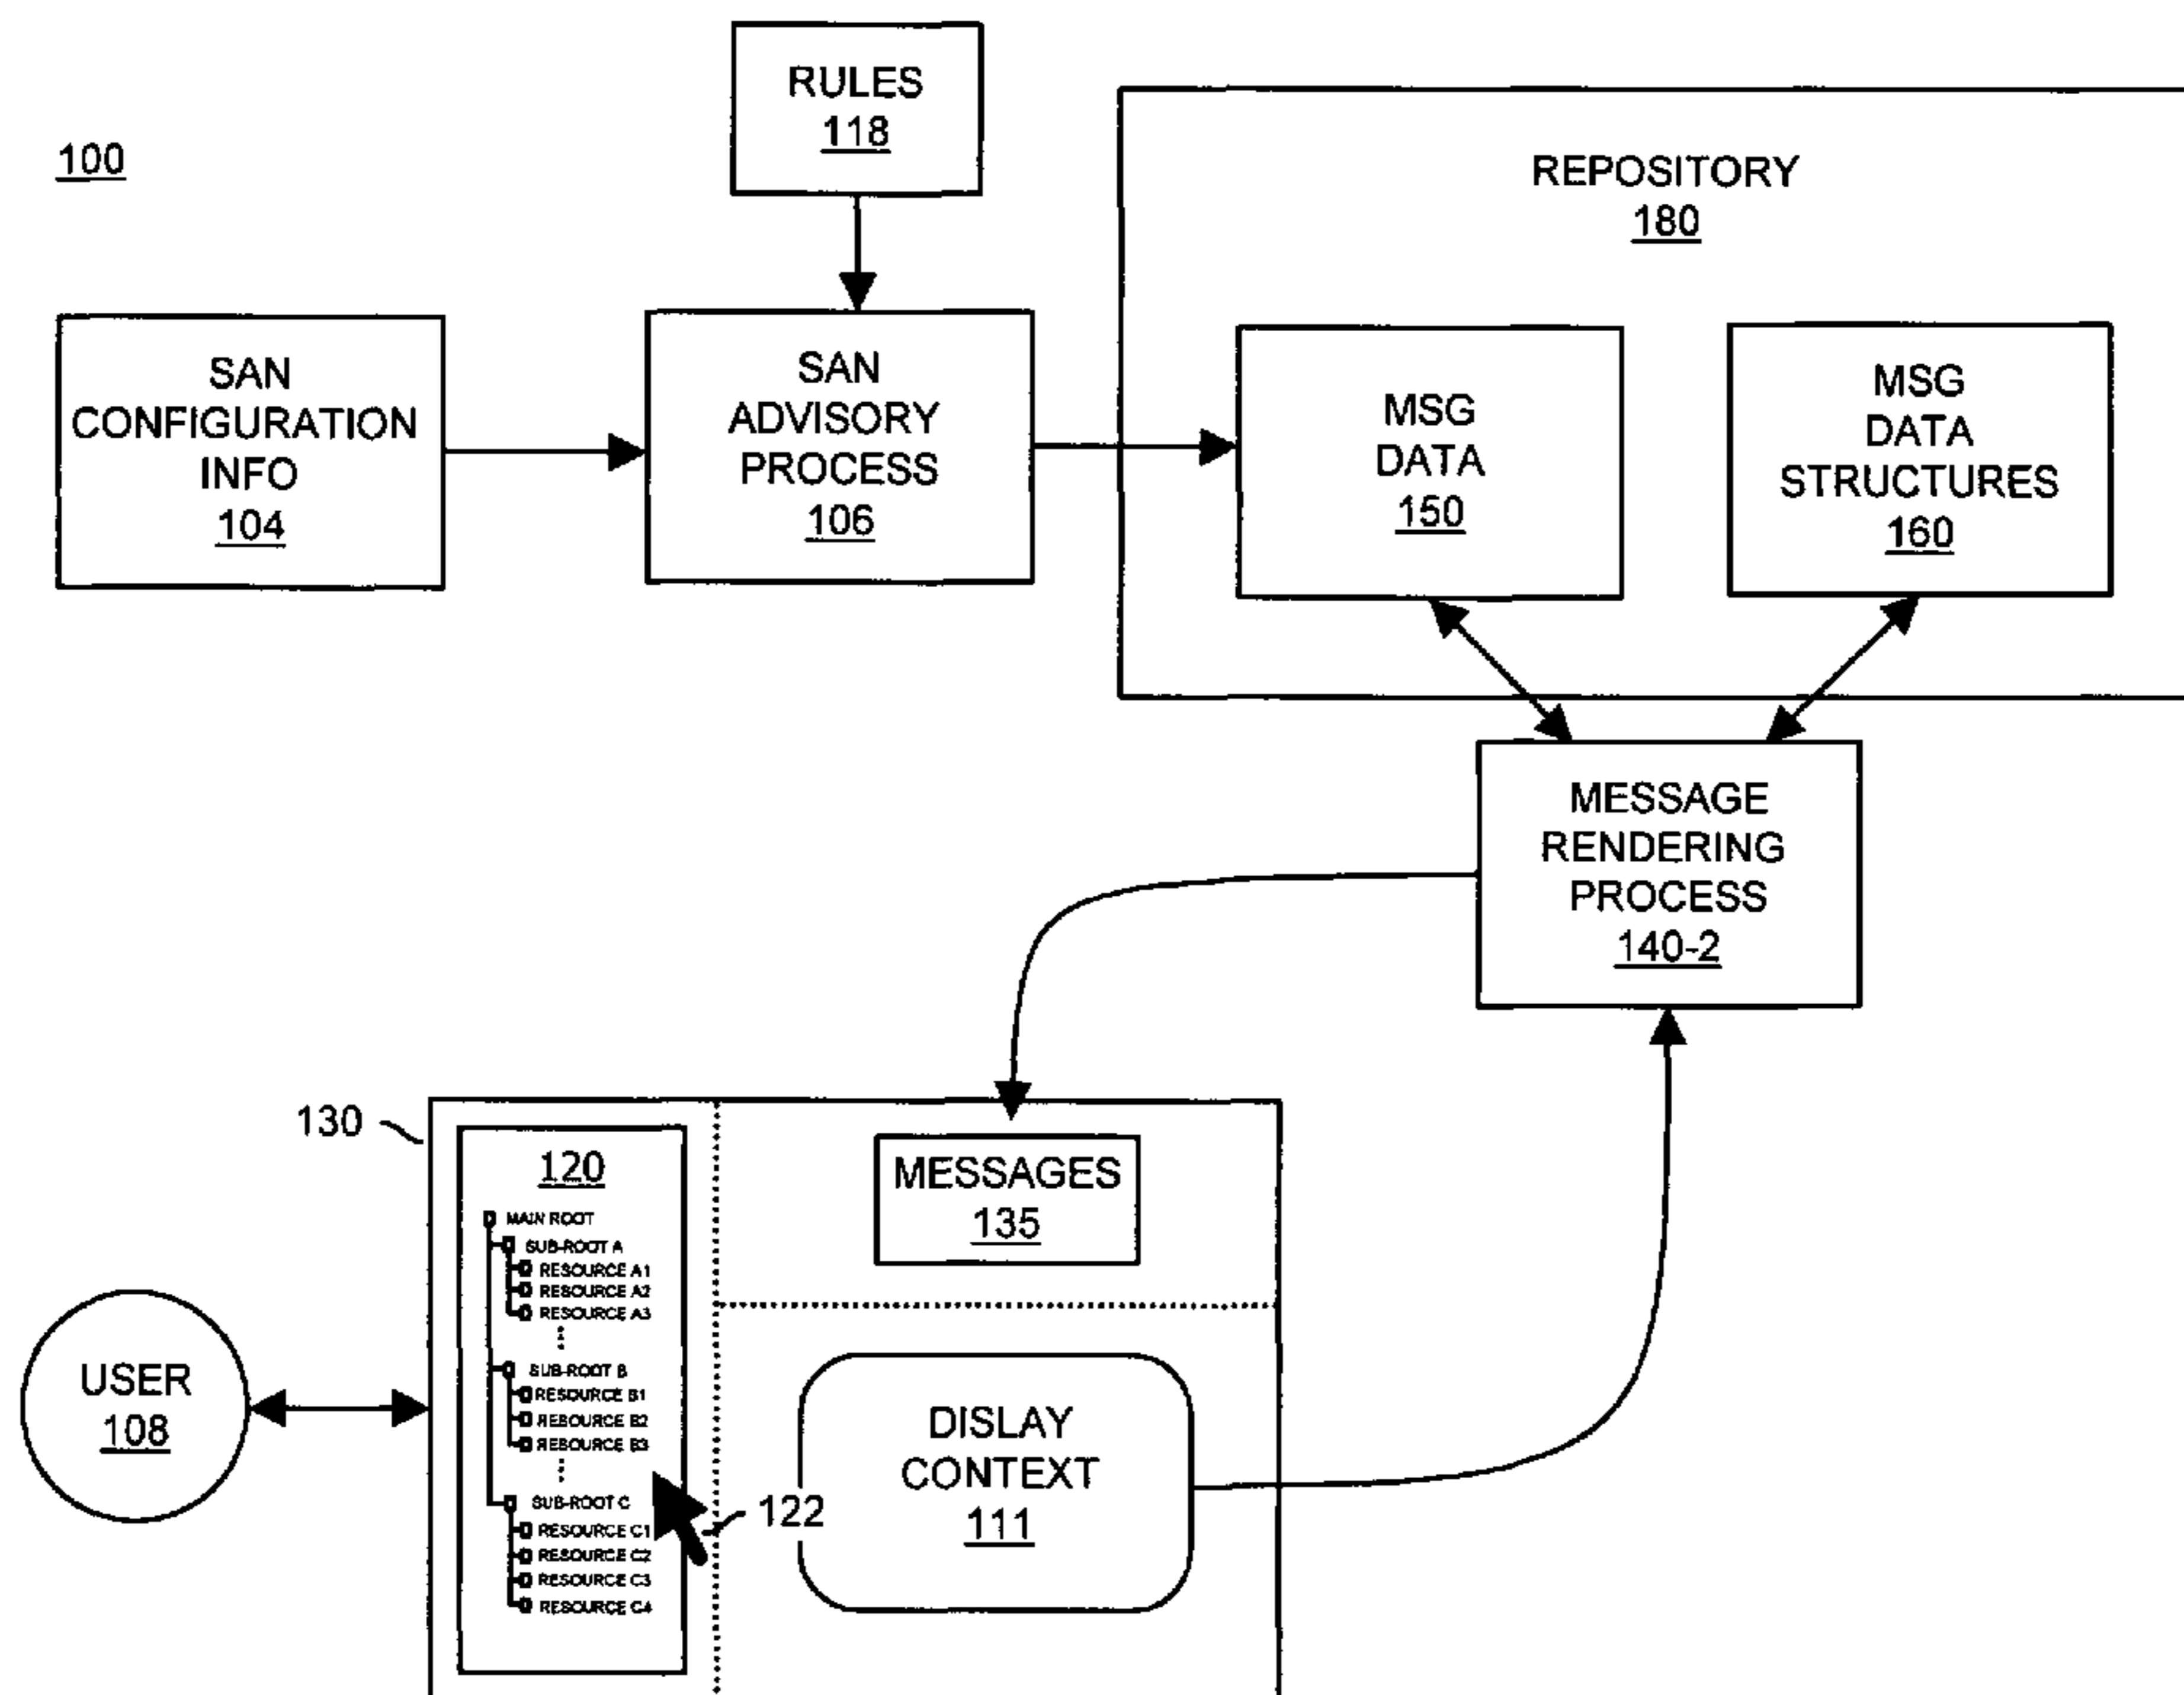 100
RULES
118
REPOSITORY
180
SAN
CONFIGURATION
INFO
104
SAN
ADVISORY
PROCESS
106
MSG
DATA
150
MSG
DATA
STRUCTURES
160
MESSAGE
RENDERING
PROCESS
140-2
130
120
MAIN ROOT
SUB-ROOT A
RESOURCE A1
RESOURCE A2
RESOURCE A3
SUB-ROOT B
RESOURCE B1
RESOURCE B2
RESOURCE B3
SUB-ROOT C
RESOURCE C1
RESOURCE C2
RESOURCE C3
RESOURCE C4
122
MESSAGES
135
DISLAY
CONTEXT
111
USER
108